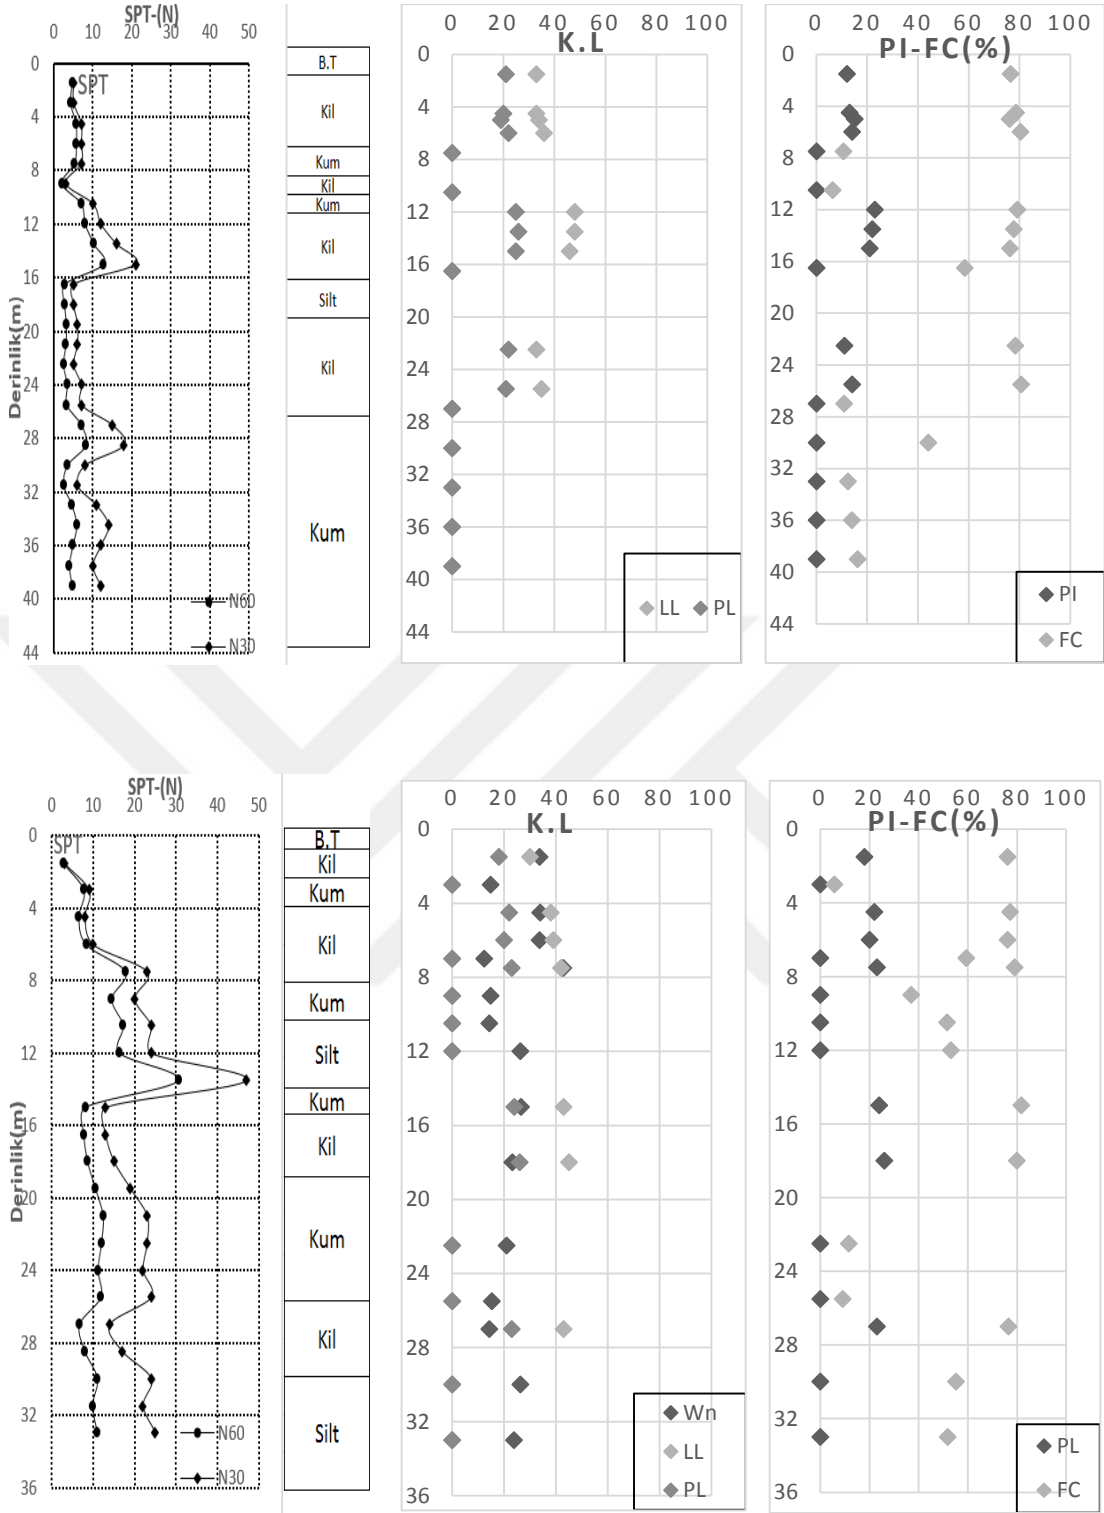 SPT-(N)
0 10 20 30 40 50
SPT
0
4
8
12
16
20
24
28
32
36
40
44
Derinlik(m)
N60
N30
B.T
Kil
Kum
Kil
Kum
Kil
Silt
Kil
Kum
0 20 40 60 80 100
K.L
0
4
8
12
16
20
24
28
32
36
40
44
LL PL
0 20 40 60 80 100
PI-FC(%)
0
4
8
12
16
20
24
28
32
36
40
44
PI
FC
SPT-(N)
0 10 20 30 40 50
SPT
0
4
8
12
16
20
24
28
32
36
Derinlik(m)
N60
N30
B.T
Kil
Kum
Kil
Kum
Silt
Kum
Kil
Kum
Kil
Silt
0 20 40 60 80 100
K.L
0
4
8
12
16
20
24
28
32
36
Wn
LL
PL
0 20 40 60 80 100
PI-FC(%)
0
4
8
12
16
20
24
28
32
36
PL
FC